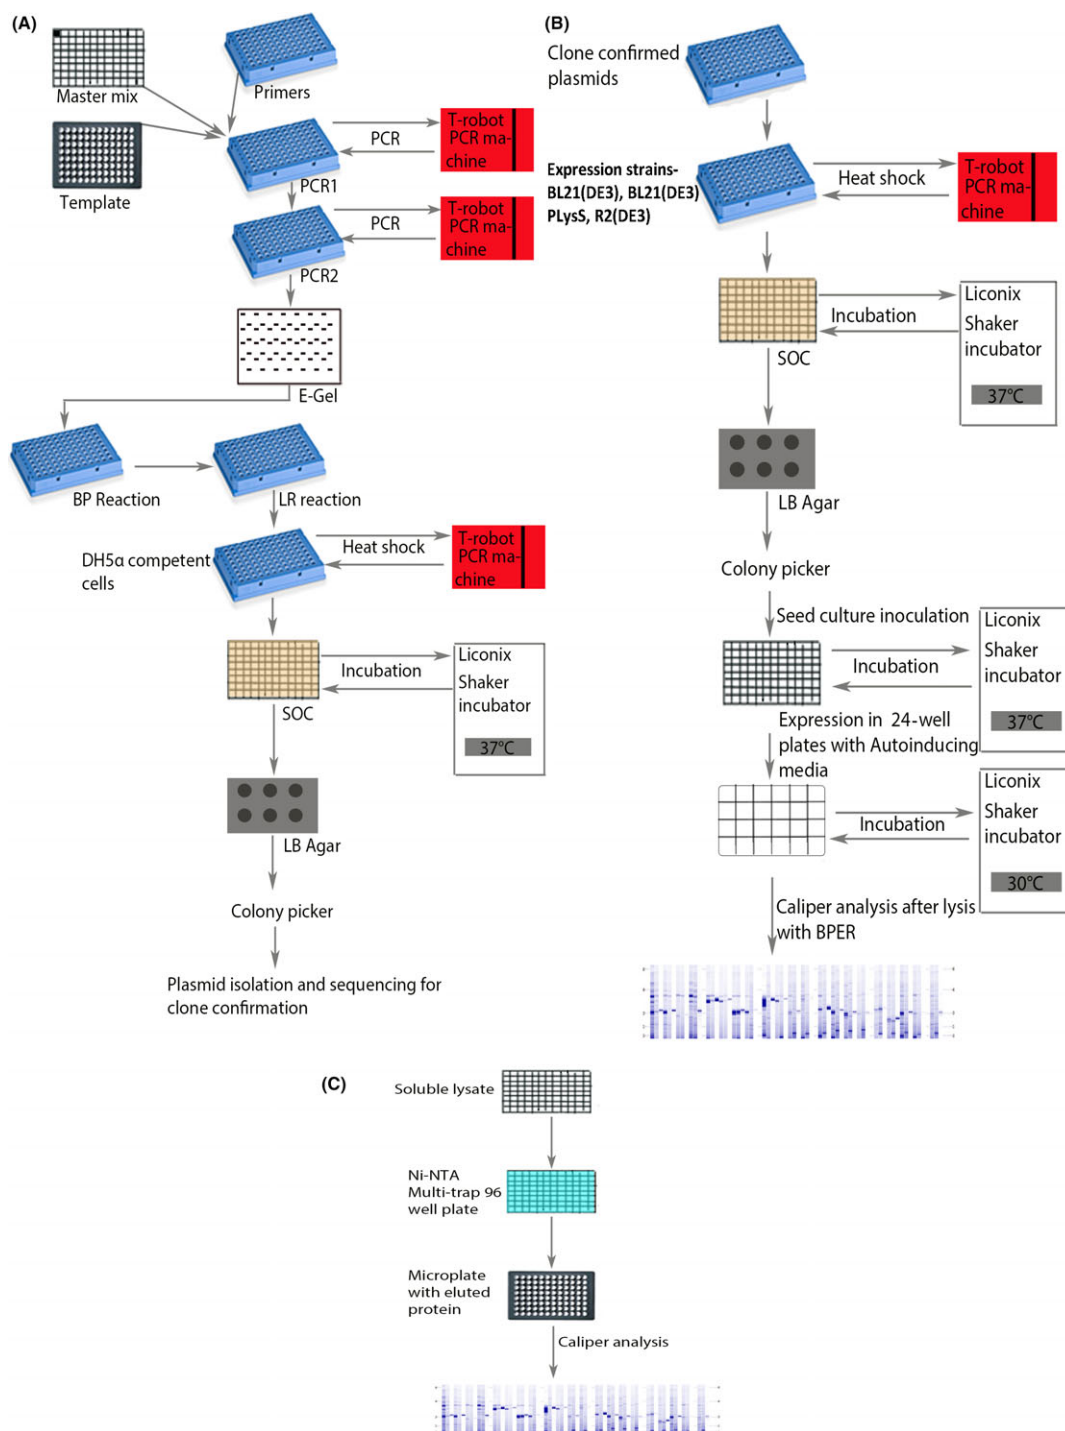 (A)
Master mix
Primers
Template
PCR1
PCR
T-robot
PCR ma-
chine
PCR2
PCR
T-robot
PCR ma-
chine
E-Gel
BP Reaction
LR reaction
DH5α competent
cells
Heat shock
T-robot
PCR ma-
chine
SOC
Incubation
Liconix
Shaker
incubator
37°C
LB Agar
Colony picker
Plasmid isolation and sequencing for
clone confirmation
(B)
Clone confirmed
plasmids
Expression strains-
BL21(DE3), BL21(DE3)
PLysS, R2(DE3)
Heat shock
T-robot
PCR ma-
chine
SOC
Incubation
Liconix
Shaker
incubator
37°C
LB Agar
Colony picker
Seed culture inoculation
Incubation
Liconix
Shaker
incubator
37°C
Expression in 24-well
plates with Autoinducing
media
Incubation
Liconix
Shaker
incubator
30°C
Caliper analysis after lysis
with BPER
(C)
Soluble lysate
Ni-NTA
Multi-trap 96
well plate
Microplate
with eluted
protein
Caliper analysis